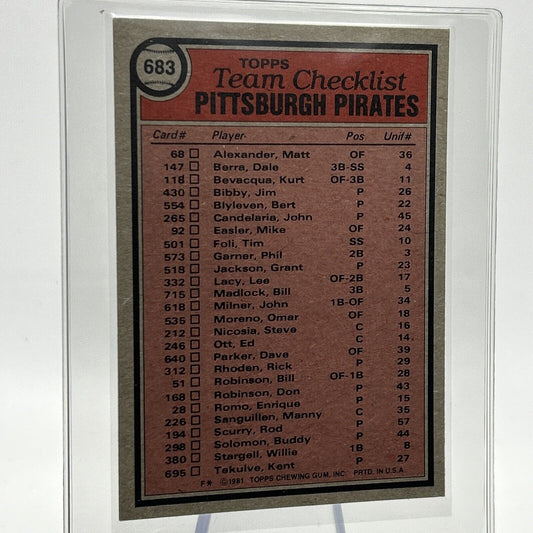 683
TOPPS
Team Checklist
PITTSBURGH PIRATES
Card# Player Pos Unif#
68 Alexander, Matt OF 36
147 Berra, Dale 3B-SS 4
118 Bevacqua, Kurt OF-3B 11
430 Bibby, Jim P 26
554 Blyleven, Bert P 22
265 Candelaria, John P 45
92 Easler, Mike OF 24
501 Foli, Tim SS 10
573 Garner, Phil 2B 3
518 Jackson, Grant P 23
332 Lacy, Lee OF-2B 17
715 Madlock, Bill 3B 5
618 Milner, John 1B-OF 34
535 Moreno, Omar OF 18
212 Nicosia, Steve C 16
246 Ott, Ed C 14
640 Parker, Dave OF 39
312 Rhoden, Rick P 29
51 Robinson, Bill OF-1B 28
168 Robinson, Don P 43
28 Romo, Enrique P 15
226 Sanguillen, Manny C 35
194 Scurry, Rod P 57
298 Solomon, Buddy P 44
380 Stargell, Willie 1B 8
695 Tekulve, Kent P 27
F* ©1981 TOPPS CHEWING GUM, INC. PRTD. IN U.S.A.